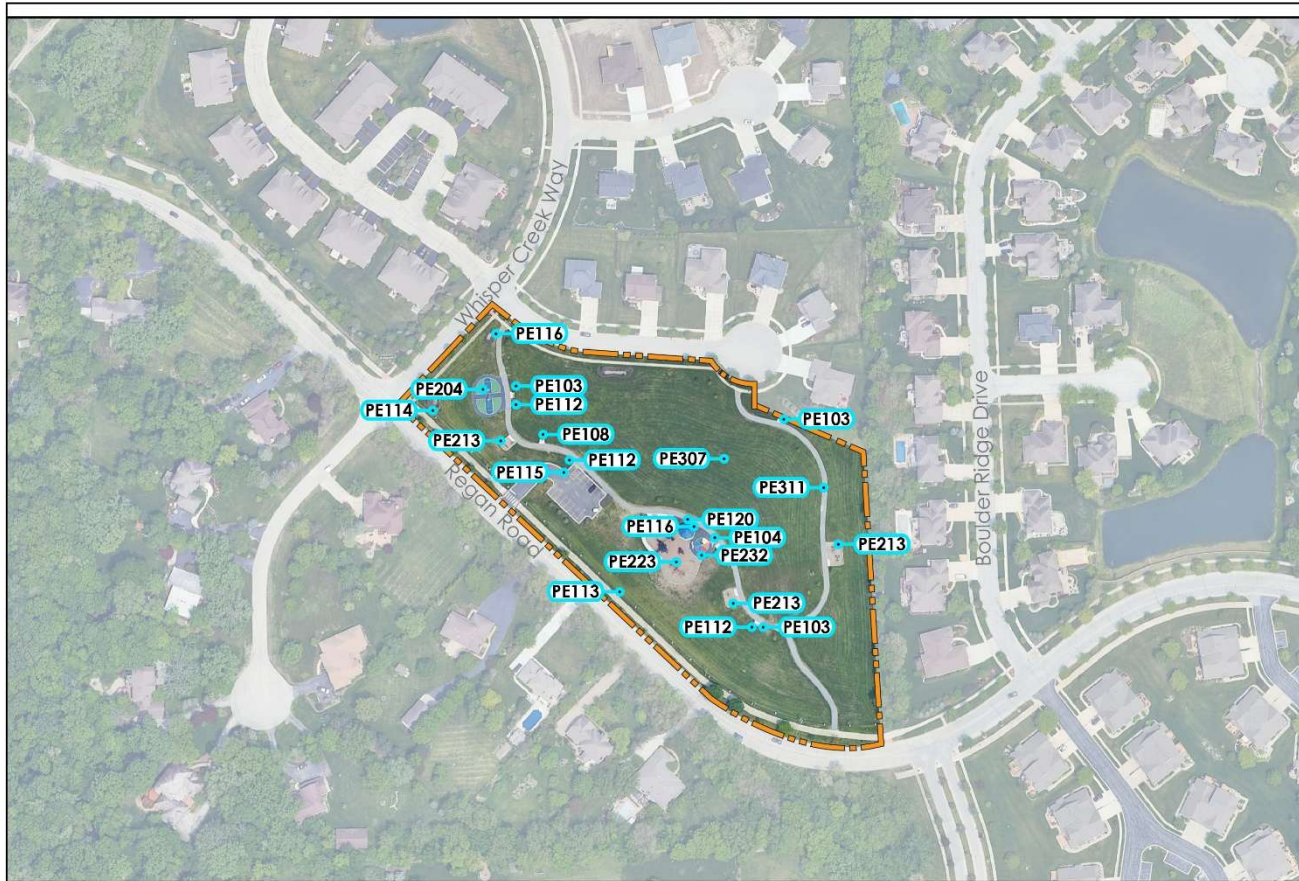 Whisper Creek Way
PE116
PE204
PE103
PE114
PE112
PE103
PE213
PE108
PE112
PE307
PE115
PE311
Regan Road
PE120
PE116
PE104
PE213
PE232
PE223
PE113
PE213
PE112
PE103
Boulder Ridge Drive